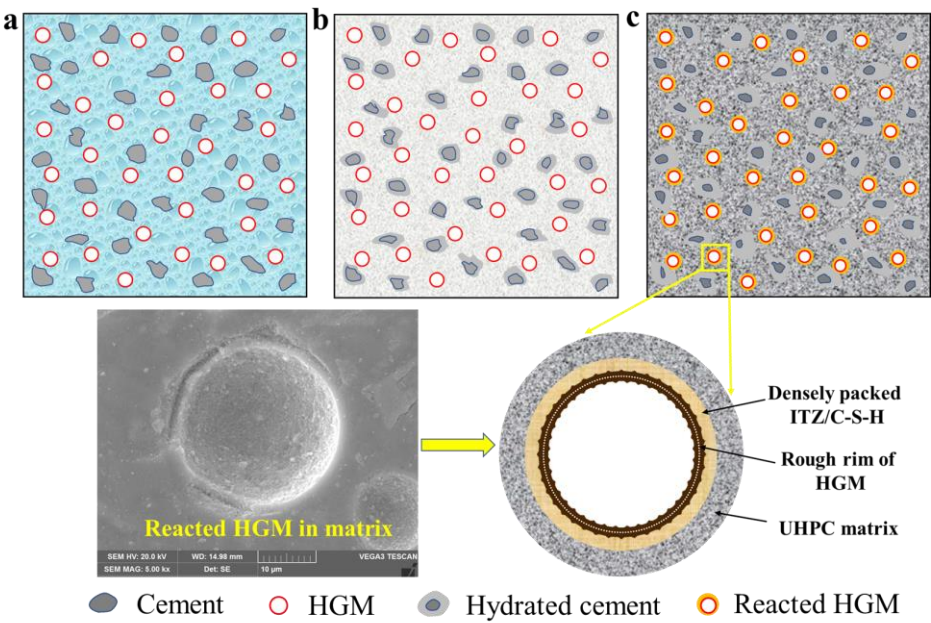 a
b
c
Densely packed
ITZ/C-S-H
Rough rim of
HGM
UHPC matrix
Reacted HGM in matrix
SEM HV: 20.0 kV
WD: 14.98 mm
VEGA3 TESCAN
SEM MAG: 5.00 kx
Det: SE
10 μm
Cement
HGM
Hydrated cement
Reacted HGM